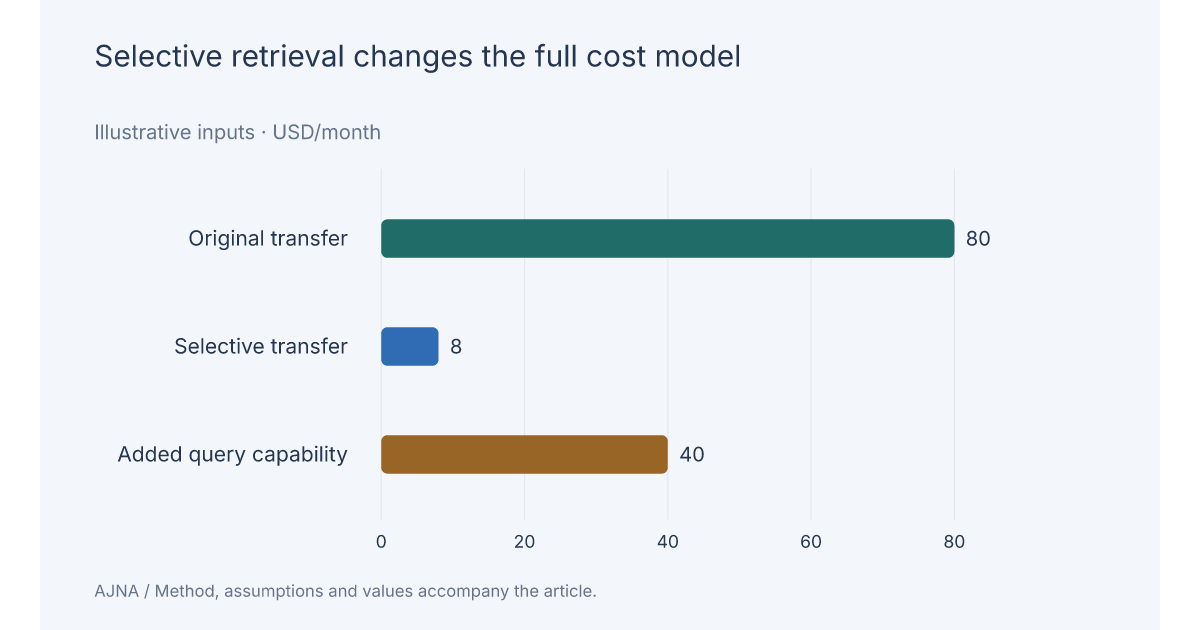 Selective retrieval changes the full cost model
Illustrative inputs · USD/month
Original transfer 80
Selective transfer 8
Added query capability 40
0 20 40 60 80
AJNA / Method, assumptions and values accompany the article.